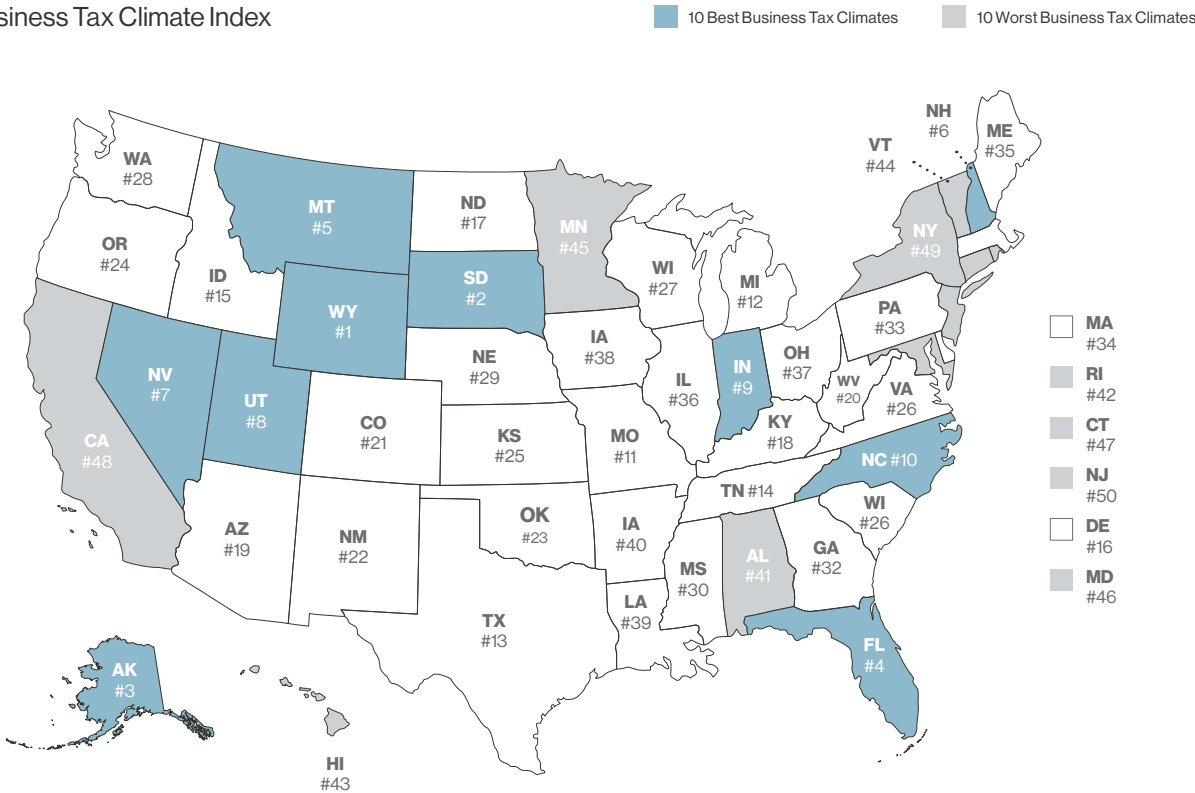 siness Tax Climate Index
10 Best Business Tax Climates
10 Worst Business Tax Climates
NH
#6
ME
#35
VT
#44
WA
#28
MT
#5
ND
#17
MN
#45
OR
#24
ID
#15
SD
#2
WI
#27
MI
#12
NY
#49
WY
#1
PA
#33
MA
#34
NV
#7
UT
#8
NE
#29
IA
#38
IL
#36
IN
#9
OH
#37
WV
#20
VA
#26
RI
#42
CA
#48
CO
#21
KS
#25
MO
#11
KY
#18
CT
#47
NC #10
TN #14
NJ
#50
AZ
#19
NM
#22
OK
#23
IA
#40
WI
#26
DE
#16
MS
#30
AL
#41
GA
#32
MD
#46
TX
#13
LA
#39
FL
#4
AK
#3
HI
#43